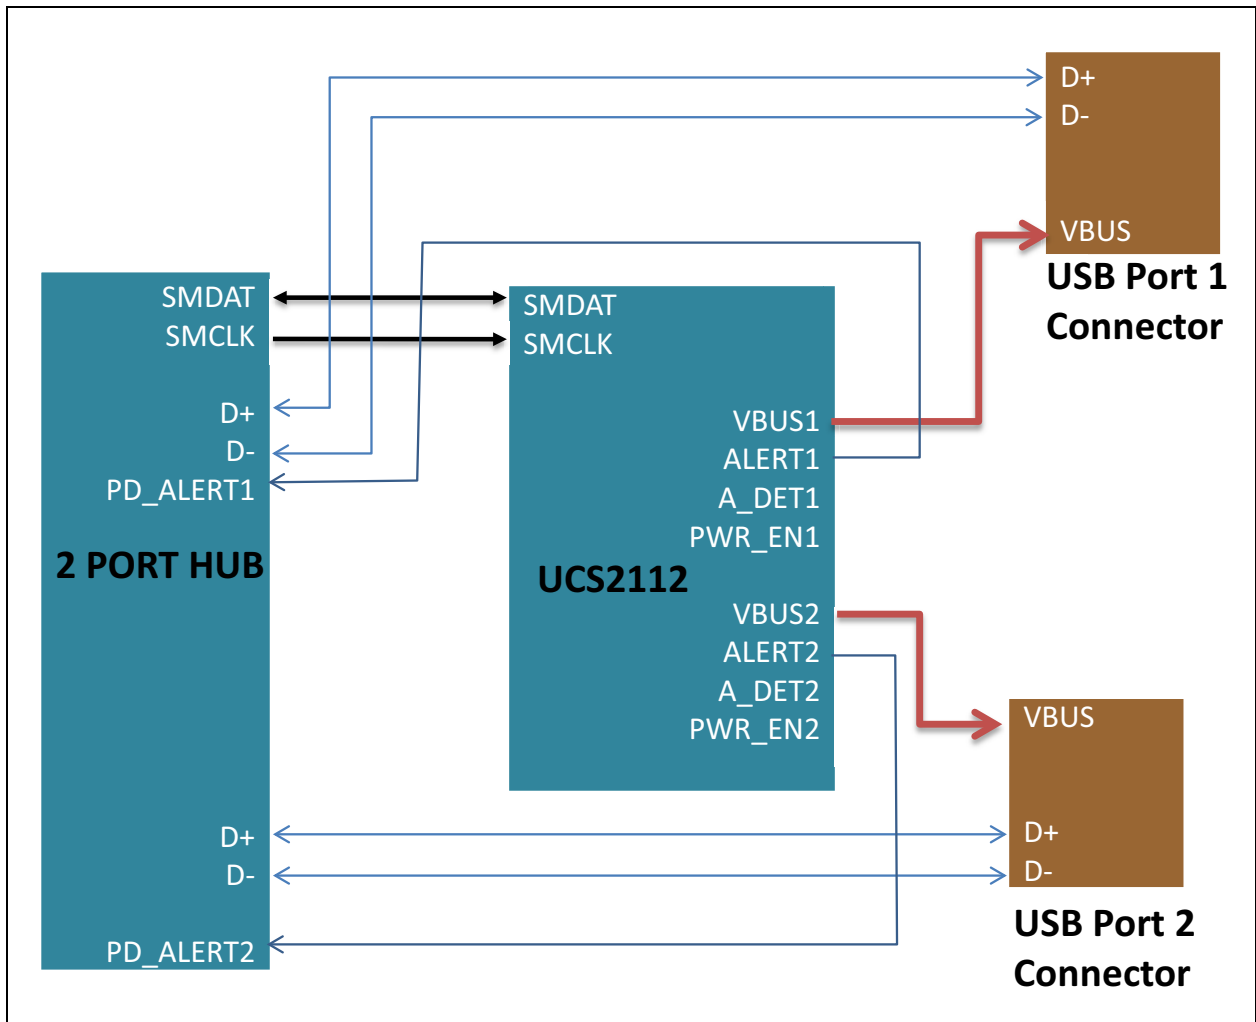 D+
D-
VBUS
USB Port 1
Connector
SMDAT
SMCLK
D+
D-
PD_ALERT1
2 PORT HUB
D+
D-
PD_ALERT2
SMDAT
SMCLK
VBUS1
ALERT1
A_DET1
PWR_EN1
UCS2112
VBUS2
ALERT2
A_DET2
PWR_EN2
VBUS
D+
D-
USB Port 2
Connector